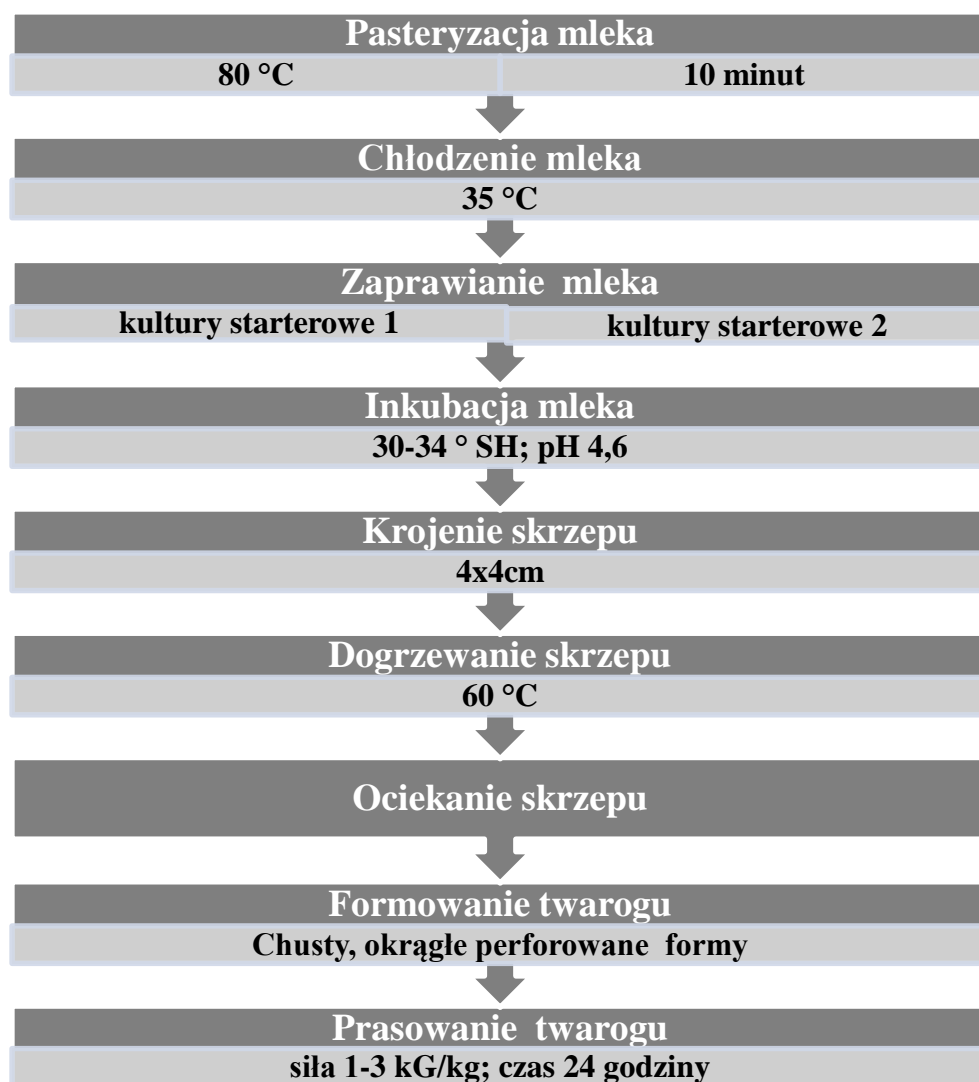 Pasteryzacja mleka
80 °C 10 minut
Chłodzenie mleka
35 °C
Zaprawianie mleka
kultury starterowe 1 kultury starterowe 2
Inkubacja mleka
30-34 ° SH; pH 4,6
Krojenie skrzepu
4x4cm
Dogrzewanie skrzepu
60 °C
Ociekanie skrzepu
Formowanie twarogu
Chusty, okrągłe perforowane formy
Prasowanie twarogu
siła 1-3 kG/kg; czas 24 godziny